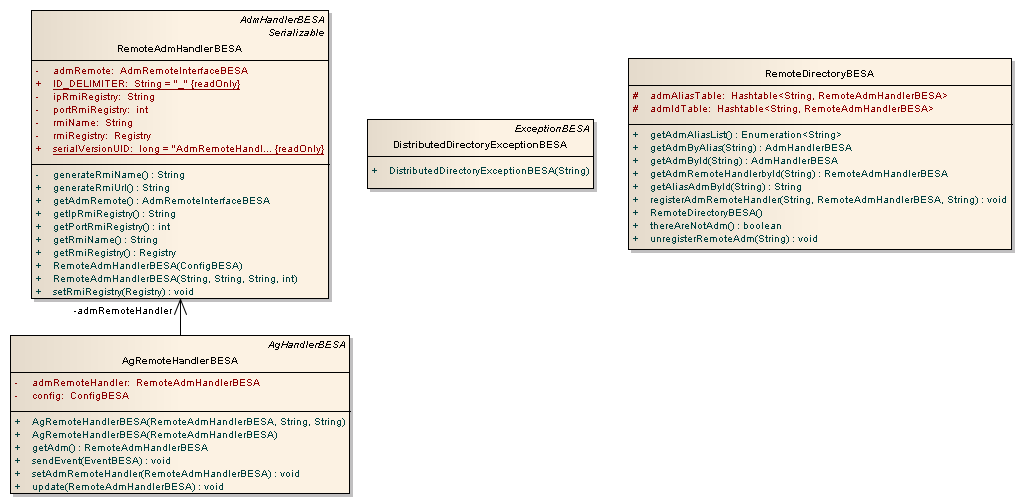 AdmHandlerBESA
Serializable
RemoteAdmHandlerBESA
- admRemote: AdmRemoteInterfaceBESA
+ ID_DELIMITER: String = "_" {readOnly}
- ipRmiRegistry: String
- portRmiRegistry: int
- rmiName: String
- rmiRegistry: Registry
+ serialVersionUID: long = "AdmRemoteHandl... {readOnly}
- generateRmiName() : String
+ generateRmiUrl() : String
+ getAdmRemote() : AdmRemoteInterfaceBESA
+ getIpRmiRegistry() : String
+ getPortRmiRegistry() : int
+ getRmiName() : String
+ getRmiRegistry() : Registry
+ RemoteAdmHandlerBESA(ConfigBESA)
+ RemoteAdmHandlerBESA(String, String, String, int)
+ setRmiRegistry(Registry) : void
-admRemoteHandler
AgHandlerBESA
AgRemoteHandlerBESA
- admRemoteHandler: RemoteAdmHandlerBESA
- config: ConfigBESA
+ AgRemoteHandlerBESA(RemoteAdmHandlerBESA, String, String)
+ AgRemoteHandlerBESA(RemoteAdmHandlerBESA)
+ getAdm() : RemoteAdmHandlerBESA
+ sendEvent(EventBESA) : void
+ setAdmRemoteHandler(RemoteAdmHandlerBESA) : void
+ update(RemoteAdmHandlerBESA) : void
ExceptionBESA
DistributedDirectoryExceptionBESA
+ DistributedDirectoryExceptionBESA(String)
RemoteDirectoryBESA
# admAliasTable: Hashtable<String, RemoteAdmHandlerBESA>
# admIdTable: Hashtable<String, RemoteAdmHandlerBESA>
+ getAdmAliasList() : Enumeration<String>
+ getAdmByAlias(String) : AdmHandlerBESA
+ getAdmById(String) : AdmHandlerBESA
+ getAdmRemoteHandlerbyId(String) : RemoteAdmHandlerBESA
+ getAliasAdmById(String) : String
+ registerAdmRemoteHandler(String, RemoteAdmHandlerBESA, String) : void
+ RemoteDirectoryBESA()
+ thereAreNotAdm() : boolean
+ unregisterRemoteAdm(String) : void